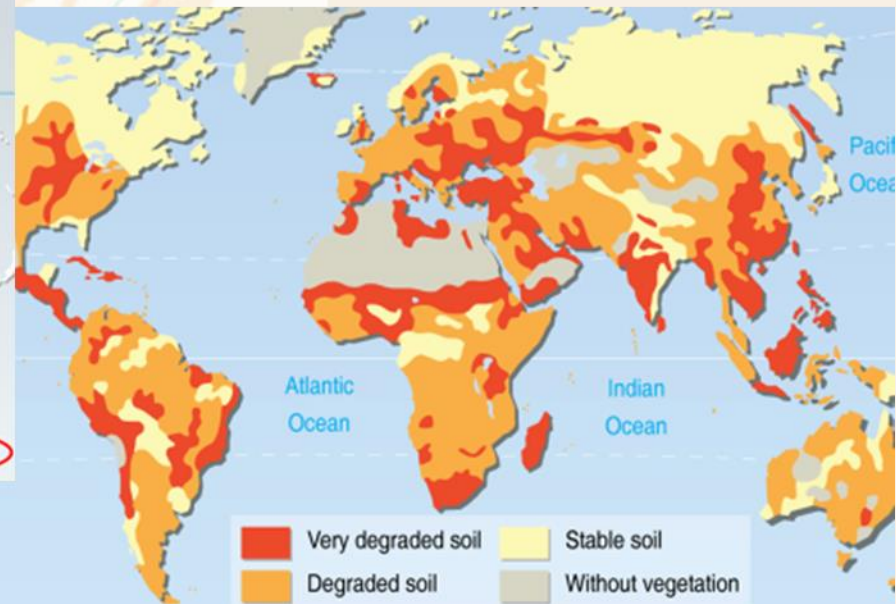 Pacif
Ocea
Atlantic
Ocean
Indian
Ocean
Very degraded soil
Stable soil
Degraded soil
Without vegetation